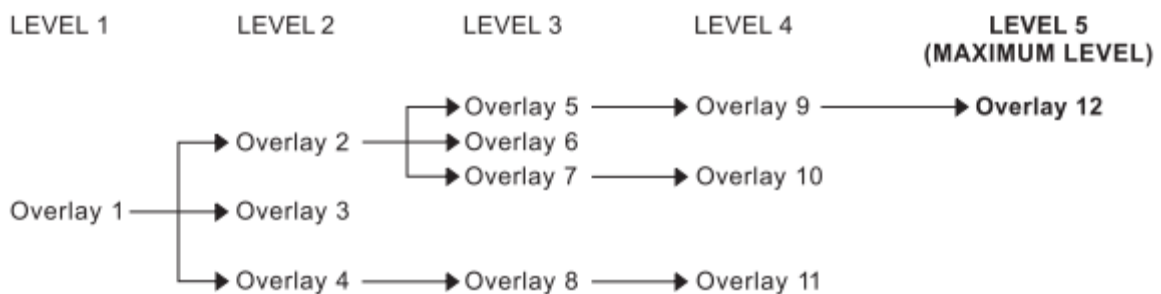 LEVEL 1 LEVEL 2 LEVEL 3 LEVEL 4 LEVEL 5
(MAXIMUM LEVEL)
Overlay 5 Overlay 9 Overlay 12
Overlay 2 Overlay 6
Overlay 7 Overlay 10
Overlay 1 Overlay 3
Overlay 4 Overlay 8 Overlay 11